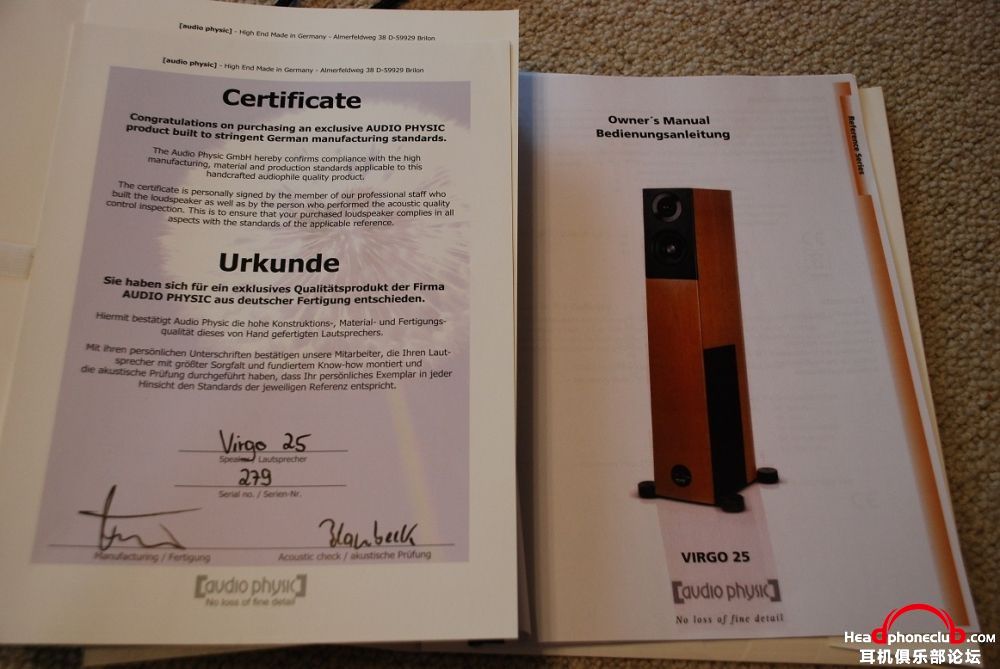 [audio physic] - High End Made in Germany - Almerfeldweg 38 D-59929 Brilon
[audio physic] - High End Made in Germany - Almerfeldweg 38 D-59929 Brilon
Certificate
Congratulations on purchasing an exclusive AUDIO PHYSIC
product built to stringent German manufacturing standards.
The Audio Physic GmbH hereby confirms compliance with the high
manufacturing, material and production standards applicable to this
handcrafted audiophile quality product.
The certificate is personally signed by the member of our professional staff who
built the loudspeaker as well as by the person who performed the acoustic quality
control inspection. This is to ensure that your purchased loudspeaker complies in all
aspects with the standards of the applicable reference.
Urkunde
Sie haben sich für ein exklusives Qualitätsprodukt der Firma
AUDIO PHYSIC aus deutscher Fertigung entschieden.
Hiermit bestätigt Audio Physic die hohe Konstruktions-, Material- und Fertigungs-
qualität dieses von Hand gefertigten Lautsprechers.
Mit ihren persönlichen Unterschriften bestätigen unsere Mitarbeiter, die Ihren Laut-
sprecher mit größter Sorgfalt und fundiertem Know-how montiert und
die akustische Prüfung durchgeführt haben, dass Ihr persönliches Exemplar in jeder
Hinsicht den Standards der jeweiligen Referenz entspricht.
Virgo 25
Speaker / Lautsprecher
279
Serial no. / Serien-Nr.
Blaubeck
Manufacturing / Fertigung
Acoustic check / akustische Prüfung
[audio physic]
No loss of fine detail
Owner´s Manual
Bedienungsanleitung
Reference Series
VIRGO 25
[audio physic]
No loss of fine detail
Headphoneclub.com
耳机俱乐部论坛